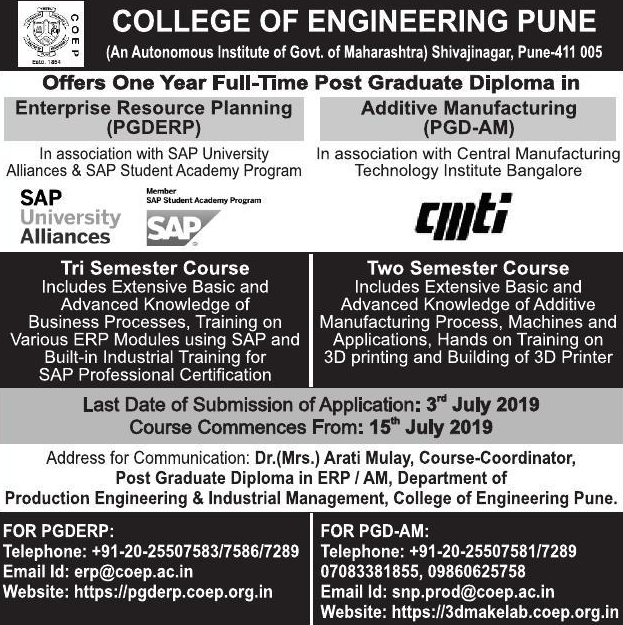 COEP
Estd. 1854
COLLEGE OF ENGINEERING PUNE
(An Autonomous Institute of Govt. of Maharashtra) Shivajinagar, Pune-411 005
Offers One Year Full-Time Post Graduate Diploma in
Enterprise Resource Planning
(PGDERP)
In association with SAP University
Alliances & SAP Student Academy Program
SAP
University
Alliances
Member
SAP Student Academy Program
SAP
Additive Manufacturing
(PGD-AM)
In association with Central Manufacturing
Technology Institute Bangalore
cmti
Tri Semester Course
Includes Extensive Basic and
Advanced Knowledge of
Business Processes, Training on
Various ERP Modules using SAP and
Built-in Industrial Training for
SAP Professional Certification
Two Semester Course
Includes Extensive Basic and
Advanced Knowledge of Additive
Manufacturing Process, Machines and
Applications, Hands on Training on
3D printing and Building of 3D Printer
Last Date of Submission of Application: 3rd July 2019
Course Commences From: 15th July 2019
Address for Communication: Dr.(Mrs.) Arati Mulay, Course-Coordinator,
Post Graduate Diploma in ERP / AM, Department of
Production Engineering & Industrial Management, College of Engineering Pune.
FOR PGDERP:
Telephone: +91-20-25507583/7586/7289
Email Id: erp@coep.ac.in
Website: https://pgderp.coep.org.in
FOR PGD-AM:
Telephone: +91-20-25507581/7289
07083381855, 09860625758
Email Id: snp.prod@coep.ac.in
Website: https://3dmakelab.coep.org.in